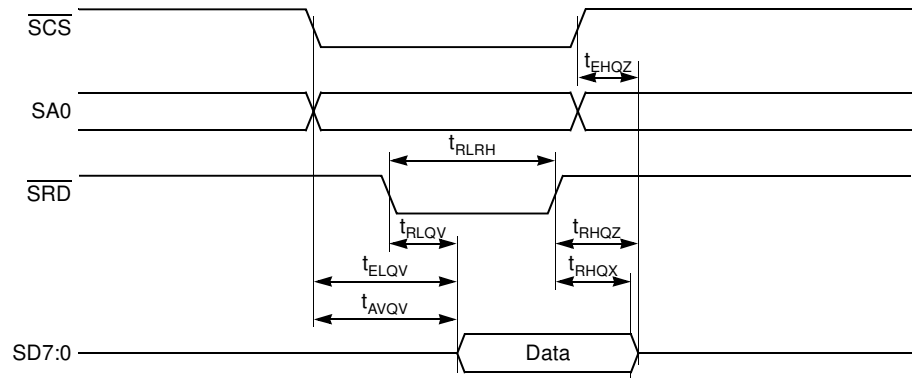 SCS
tEHQZ
SA0
tRLRH
SRD
tRLQV
tRHQZ
tELQV
tRHQX
tAVQV
SD7:0
Data